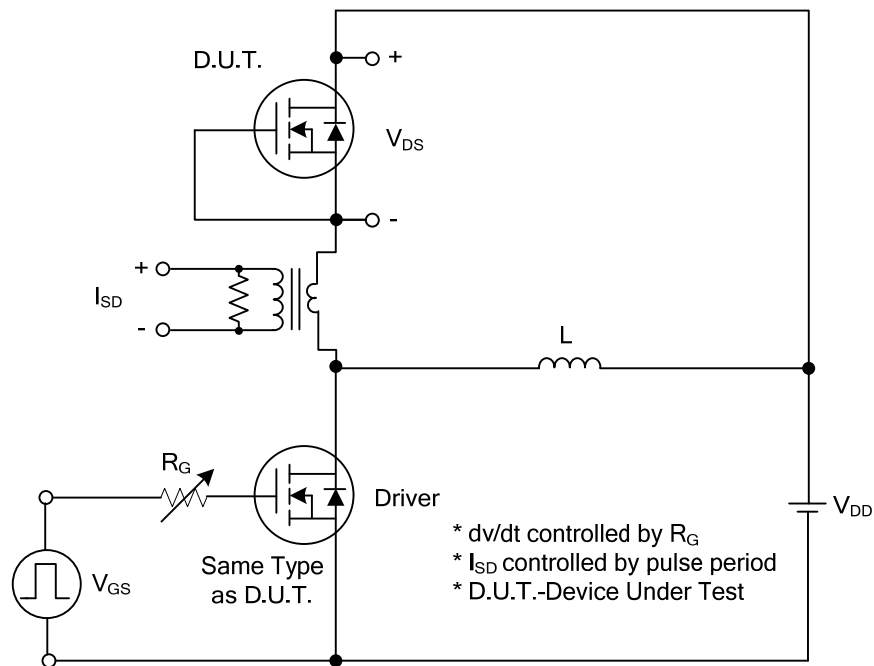 D.U.T.
+
V_DS
-
+
I_SD
-
L
R_G
Driver
V_DD
Same Type
as D.U.T.
V_GS
* dv/dt controlled by R_G
* I_SD controlled by pulse period
* D.U.T.-Device Under Test